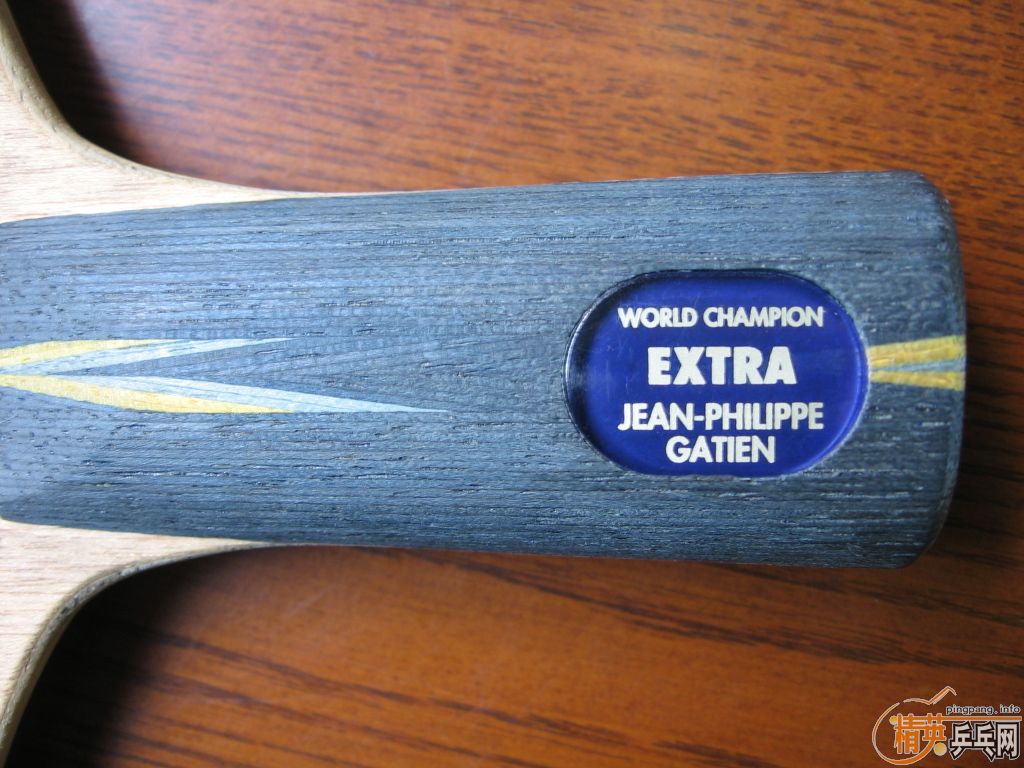 WORLD CHAMPION
EXTRA
JEAN-PHILIPPE
GATIEN
pingpang.info
精英乒乓网